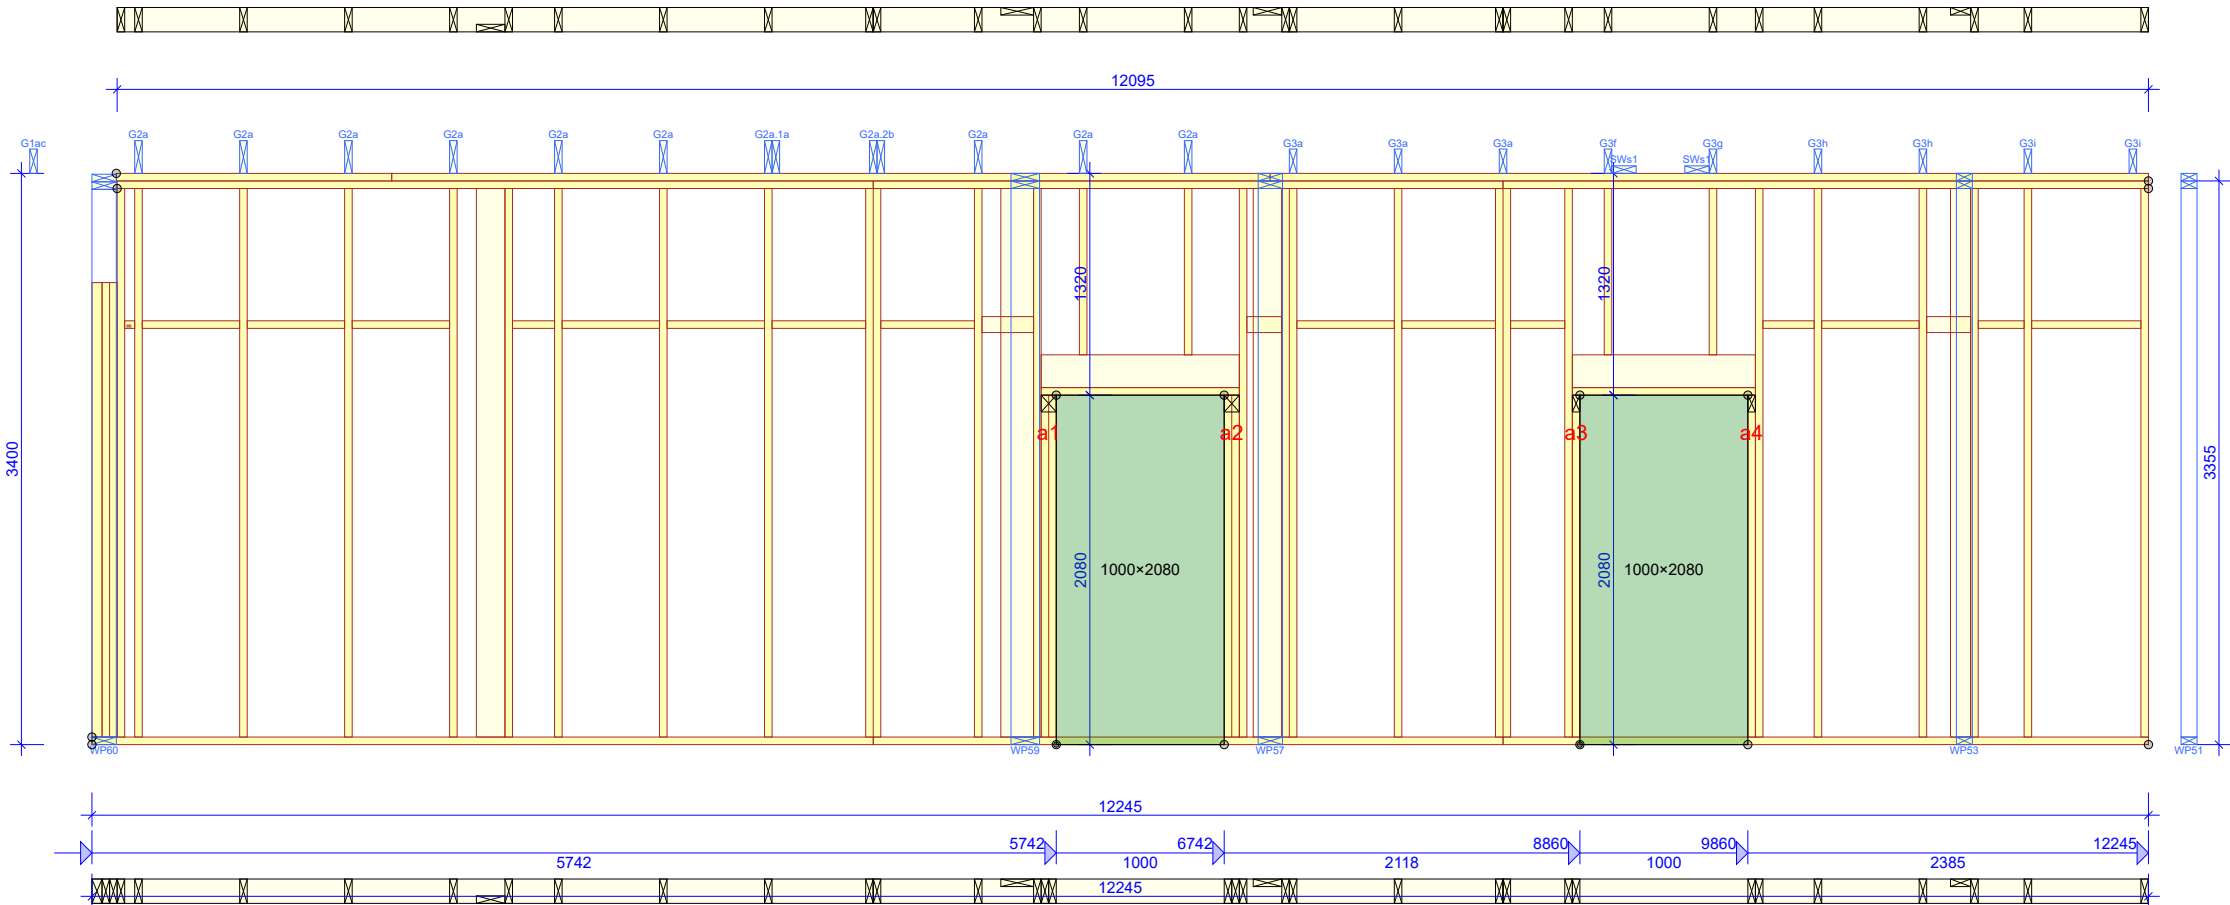 12095
G1ac
G2a
G2a
G2a
G2a
G2a
G2a
G2a.1a
G2a.2b
G2a
G2a
G2a
G3a
G3a
G3a
G3f
G3g
G3h
G3h
G3i
G3i
SWs1
SWs1
1320
1320
3400
3355
a1
a2
a3
a4
2080
1000×2080
2080
1000×2080
WP60
WP59
WP57
WP53
WP51
12245
5742
6742
8860
9860
12245
5742
1000
2118
1000
2385
12245